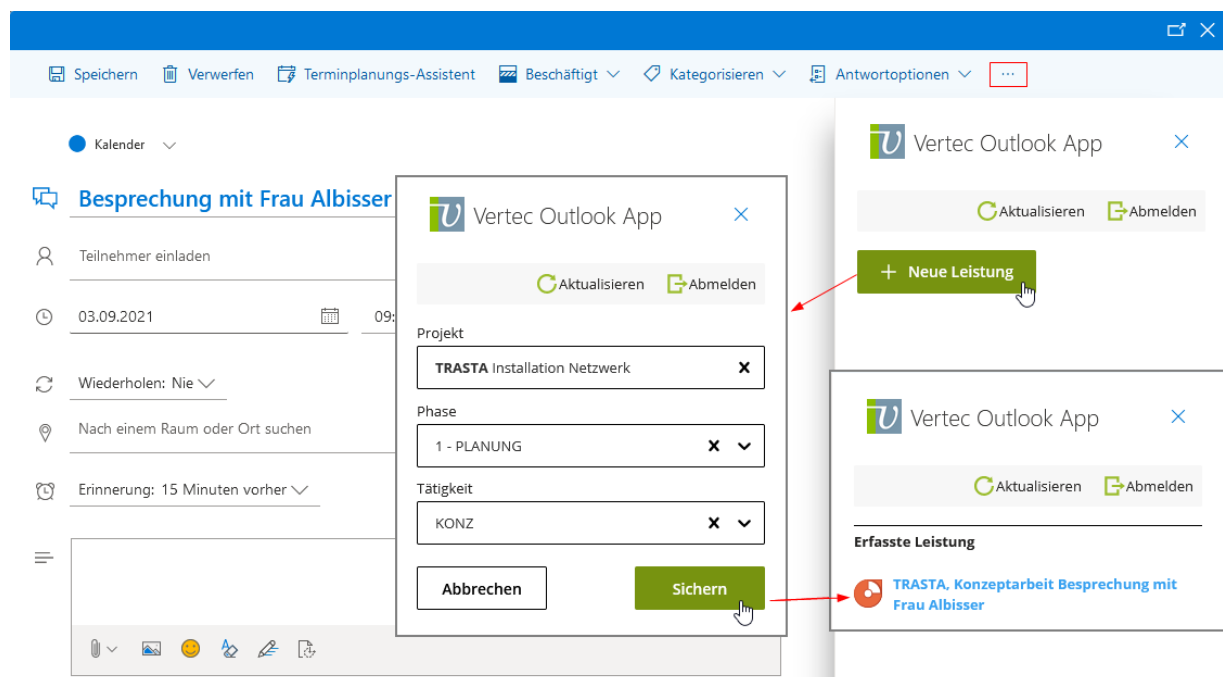 Speichern Verwerfen Terminplanungs-Assistent Beschäftigt Kategorisieren Antwortoptionen ...
Kalender
Besprechung mit Frau Albisser
Teilnehmer einladen
03.09.2021 09:
Wiederholen: Nie
Nach einem Raum oder Ort suchen
Erinnerung: 15 Minuten vorher
Vertec Outlook App
Aktualisieren Abmelden
Projekt
TRASTA Installation Netzwerk
Phase
1 - PLANUNG
Tätigkeit
KONZ
Abbrechen Sichern
Vertec Outlook App
Aktualisieren Abmelden
+ Neue Leistung
Vertec Outlook App
Aktualisieren Abmelden
Erfasste Leistung
TRASTA, Konzeptarbeit Besprechung mit
Frau Albisser